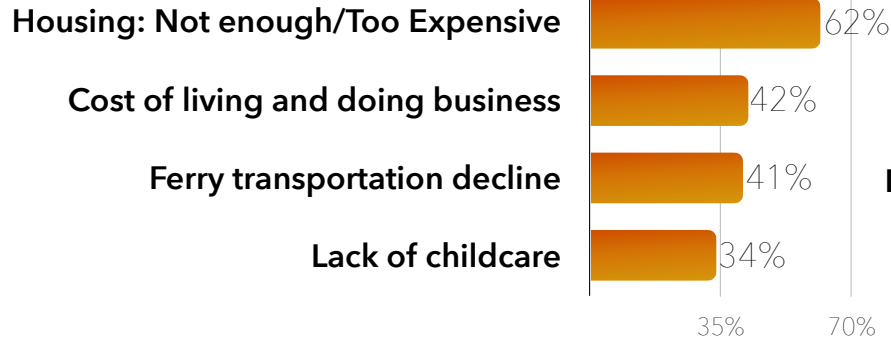 Housing: Not enough/Too Expensive 62%
Cost of living and doing business 42%
Ferry transportation decline 41%
Lack of childcare 34%
35% 70%